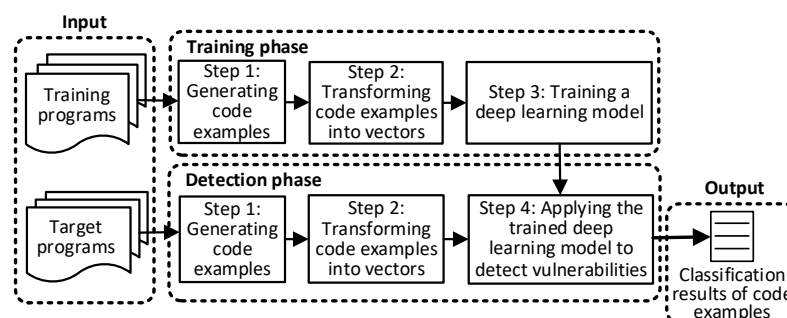 Input
Training
programs
Target
programs
Training phase
Step 1:
Generating
code
examples
Step 2:
Transforming
code examples
into vectors
Step 3: Training a
deep learning model
Detection phase
Step 1:
Generating
code
examples
Step 2:
Transforming
code examples
into vectors
Step 4: Applying the
trained deep
learning model to
detect vulnerabilities
Output
Classification
results of code
examples